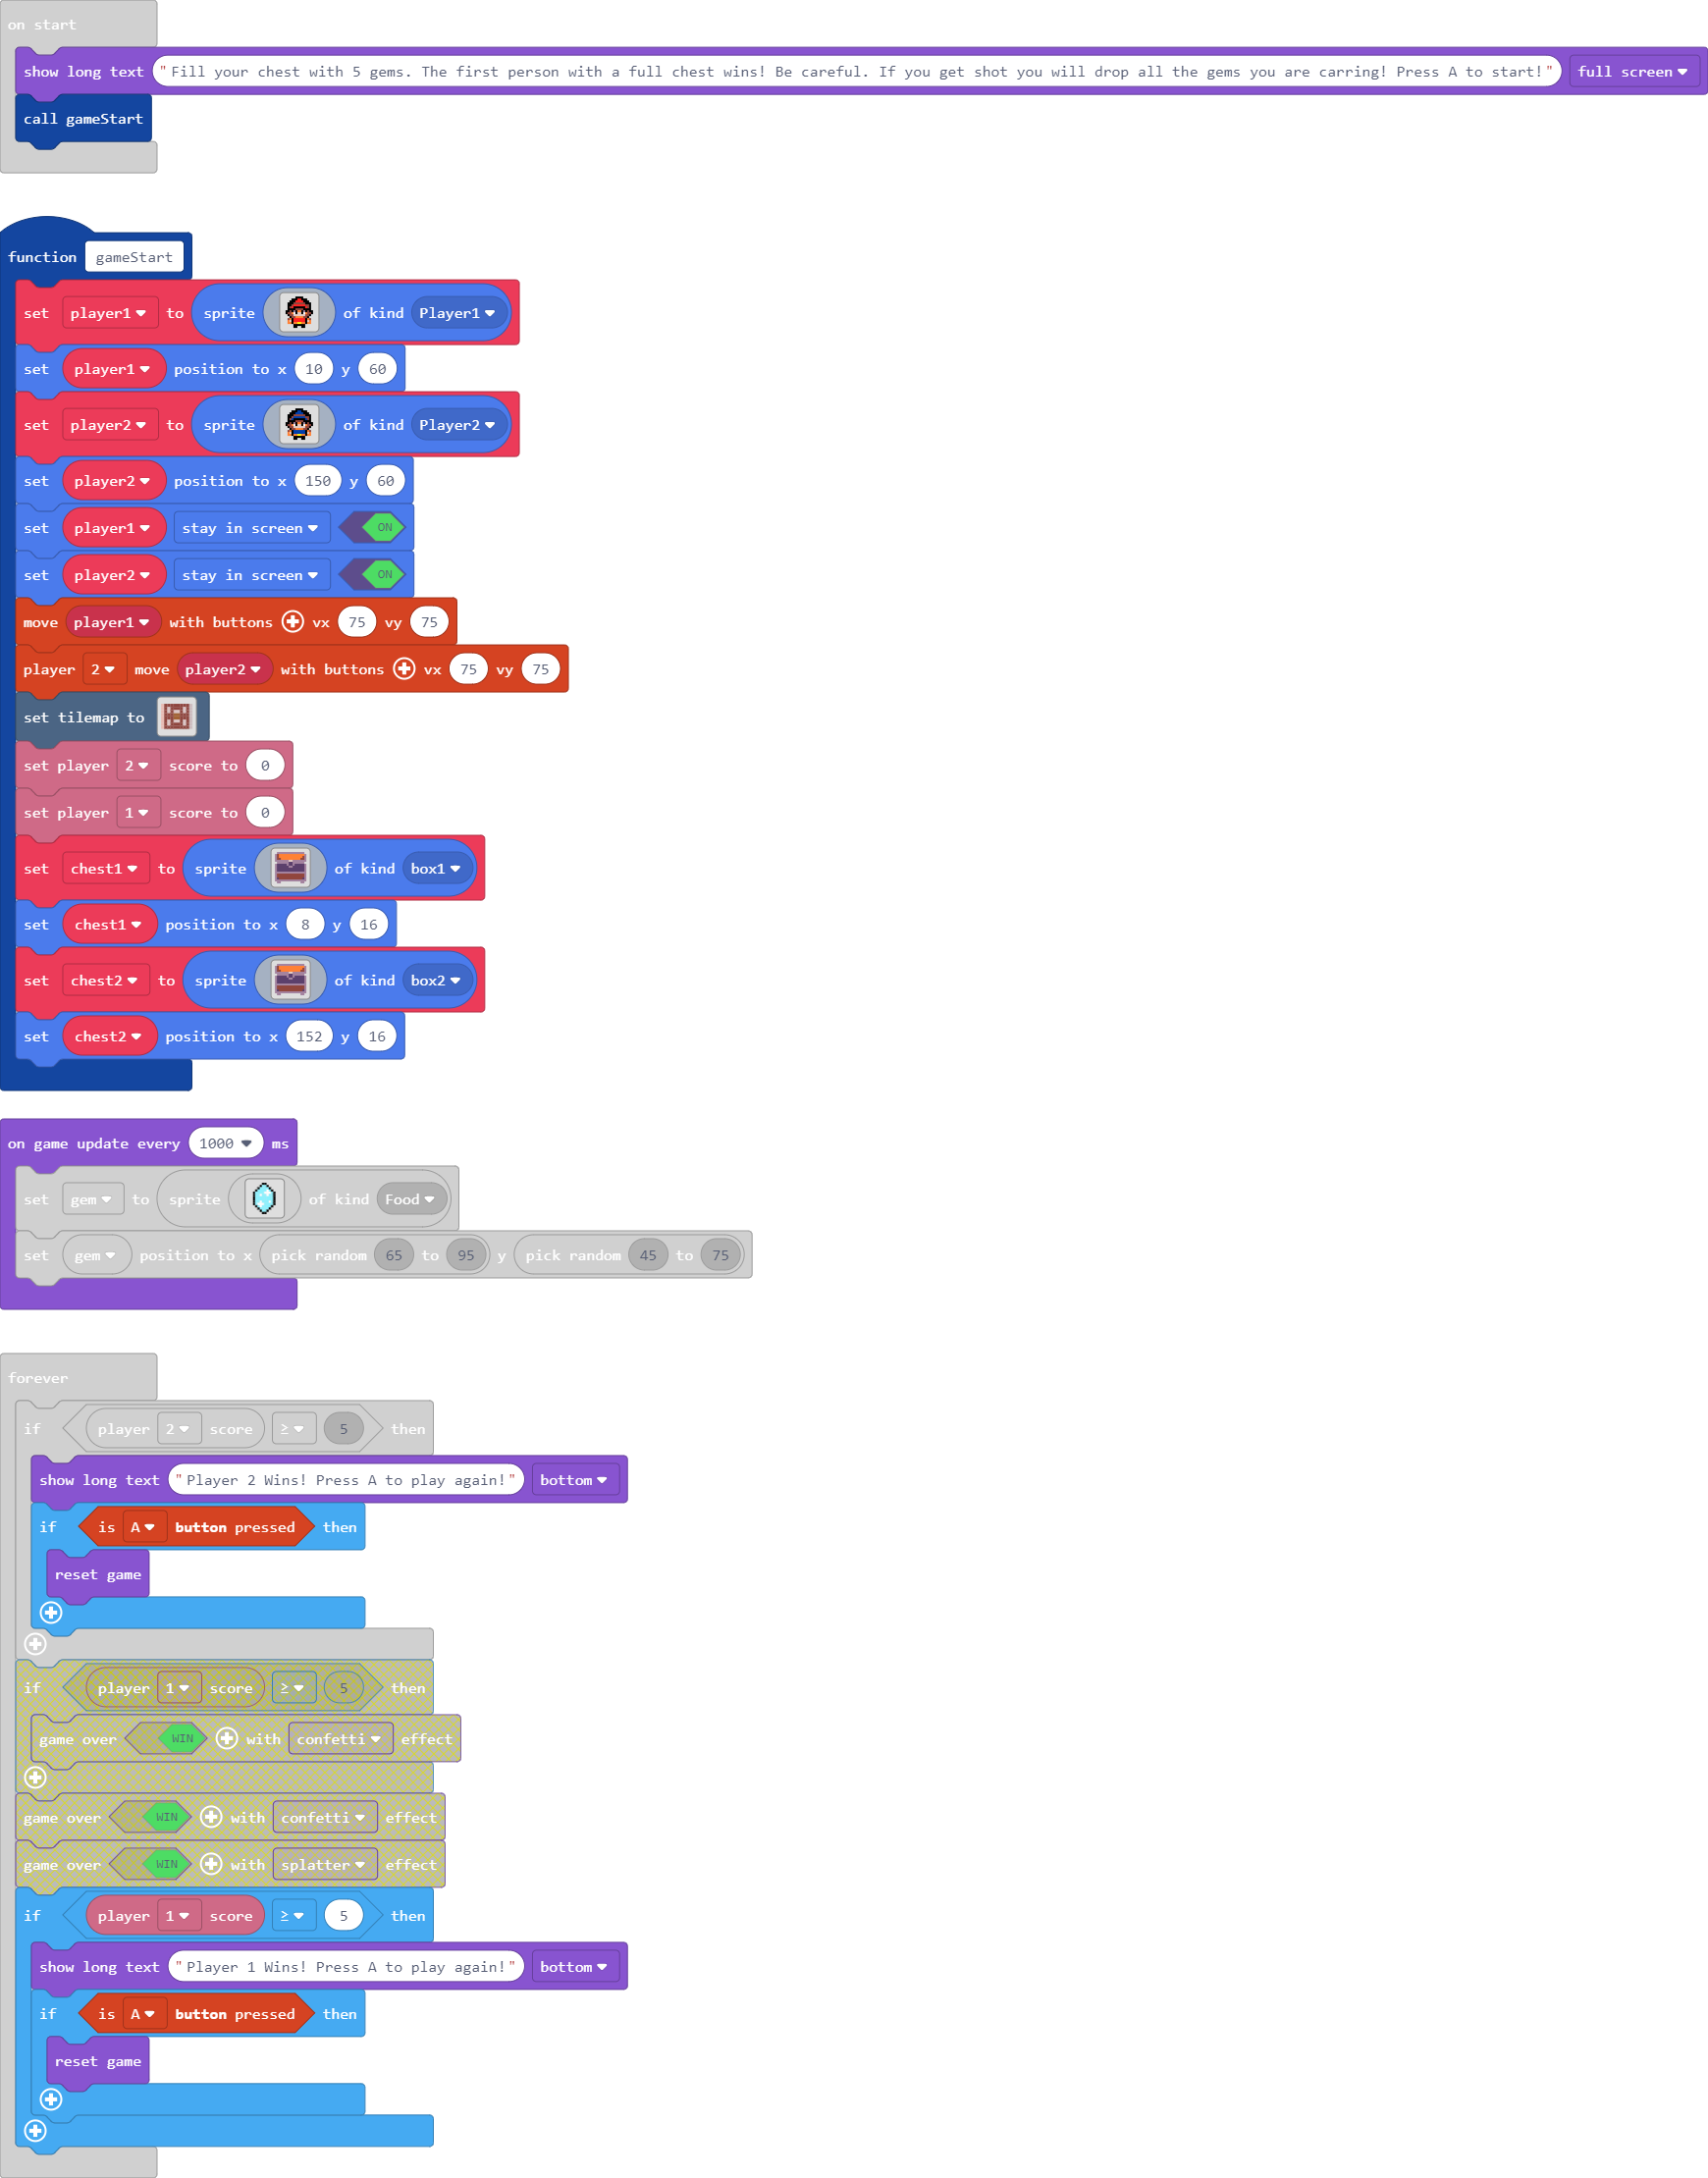 on start
show long text "Fill your chest with 5 gems. The first person with a full chest wins! Be careful. If you get shot you will drop all the gems you are carring! Press A to start!" full screen
call gameStart
function gameStart
set player1 to sprite of kind Player1
set player1 position to x 10 y 60
set player2 to sprite of kind Player2
set player2 position to x 150 y 60
set player1 stay in screen ON
set player2 stay in screen ON
move player1 with buttons vx 75 vy 75
player 2 move player2 with buttons vx 75 vy 75
set tilemap to
set player 2 score to 0
set player 1 score to 0
set chest1 to sprite of kind box1
set chest1 position to x 8 y 16
set chest2 to sprite of kind box2
set chest2 position to x 152 y 16
on game update every 1000 ms
set gem to sprite of kind Food
set gem position to x pick random 65 to 95 y pick random 45 to 75
forever
if player 2 score ≥ 5 then
show long text "Player 2 Wins! Press A to play again!" bottom
if is A button pressed then
reset game
if player 1 score ≥ 5 then
game over WIN with confetti effect
game over WIN with confetti effect
game over WIN with splatter effect
if player 1 score ≥ 5 then
show long text "Player 1 Wins! Press A to play again!" bottom
if is A button pressed then
reset game